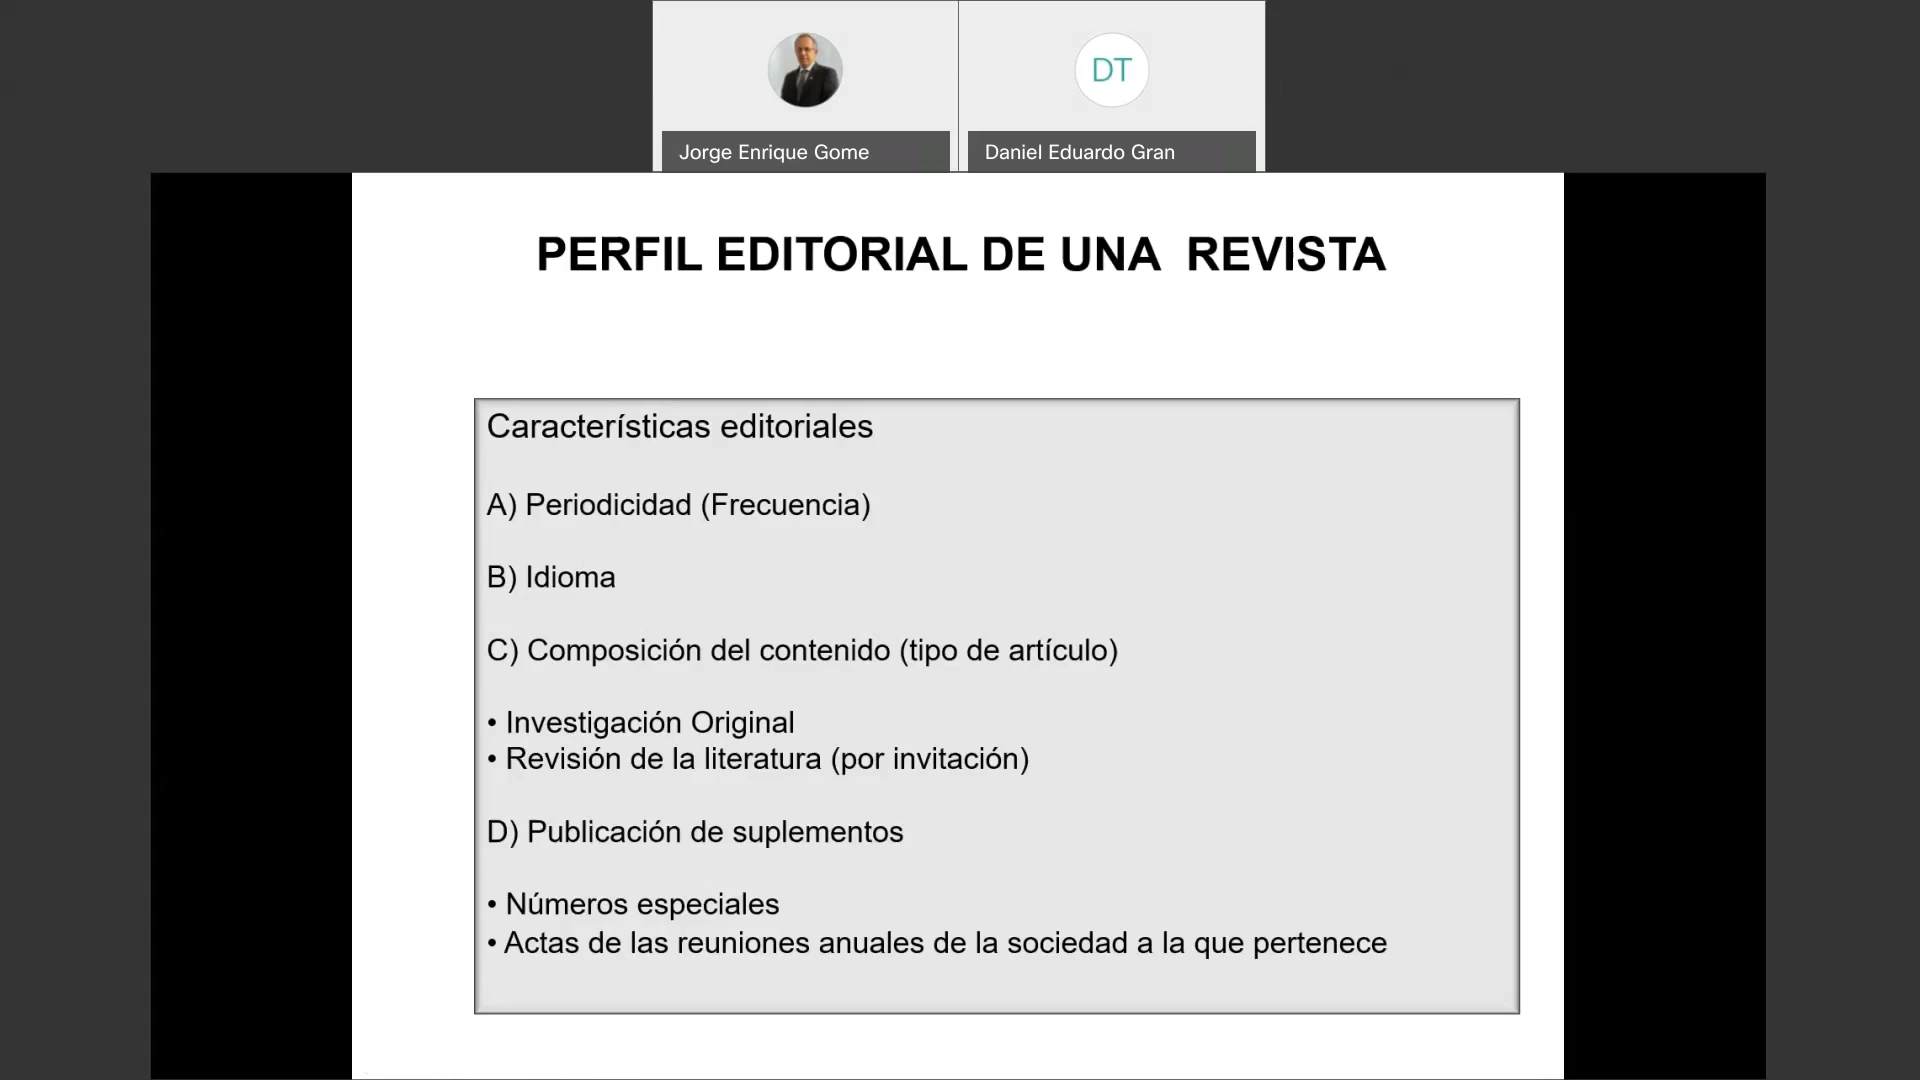 DT
Jorge Enrique Gome
Daniel Eduardo Gran
PERFIL EDITORIAL DE UNA  REVISTA
Características editoriales
A) Periodicidad (Frecuencia)
B) Idioma
C) Composición del contenido (tipo de artículo)
• Investigación Original
• Revisión de la literatura (por invitación)
D) Publicación de suplementos
• Números especiales
• Actas de las reuniones anuales de la sociedad a la que pertenece